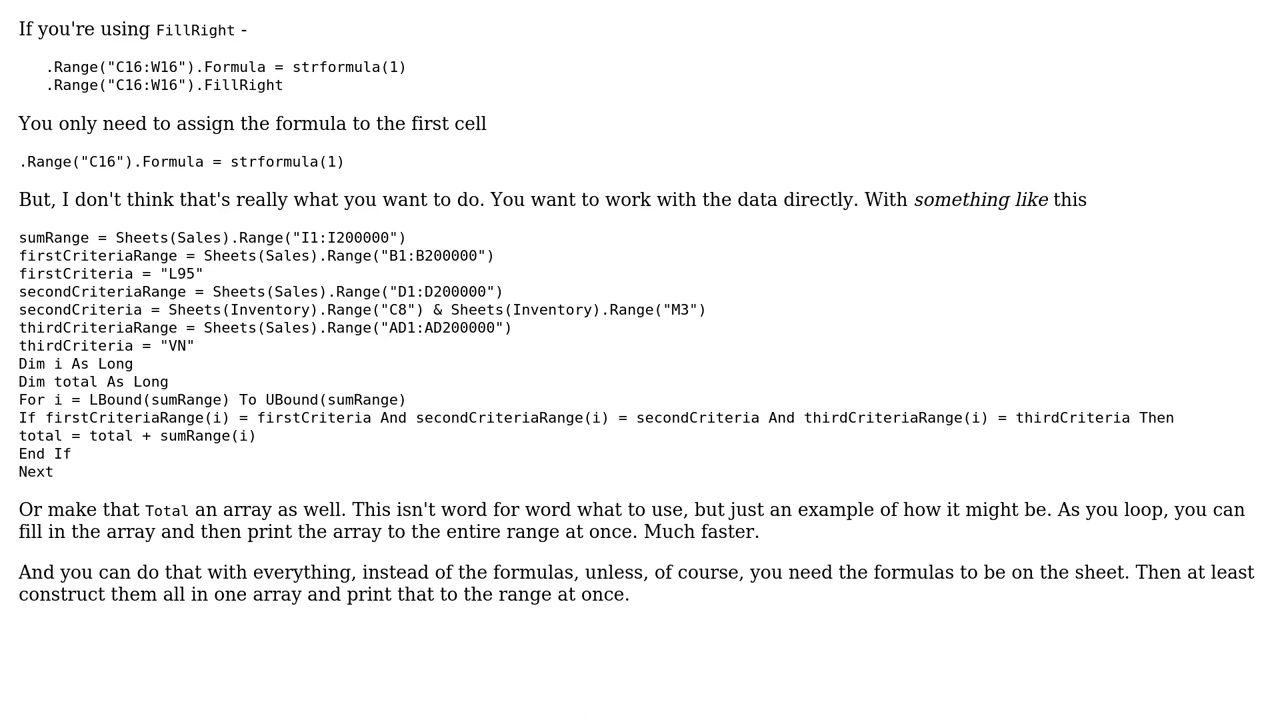 If you're using FillRight -
.Range("C16:W16").Formula = strformula(1)
.Range("C16:W16").FillRight
You only need to assign the formula to the first cell
.Range("C16").Formula = strformula(1)
But, I don't think that's really what you want to do. You want to work with the data directly. With something like this
sumRange = Sheets(Sales).Range("I1:I200000")
firstCriteriaRange = Sheets(Sales).Range("B1:B200000")
firstCriteria = "L95"
secondCriteriaRange = Sheets(Sales).Range("D1:D200000")
secondCriteria = Sheets(Inventory).Range("C8") & Sheets(Inventory).Range("M3")
thirdCriteriaRange = Sheets(Sales).Range("AD1:AD200000")
thirdCriteria = "VN"
Dim i As Long
Dim total As Long
For i = LBound(sumRange) To UBound(sumRange)
If firstCriteriaRange(i) = firstCriteria And secondCriteriaRange(i) = secondCriteria And thirdCriteriaRange(i) = thirdCriteria Then
total = total + sumRange(i)
End If
Next
Or make that Total an array as well. This isn't word for word what to use, but just an example of how it might be. As you loop, you can
fill in the array and then print the array to the entire range at once. Much faster.
And you can do that with everything, instead of the formulas, unless, of course, you need the formulas to be on the sheet. Then at least
construct them all in one array and print that to the range at once.